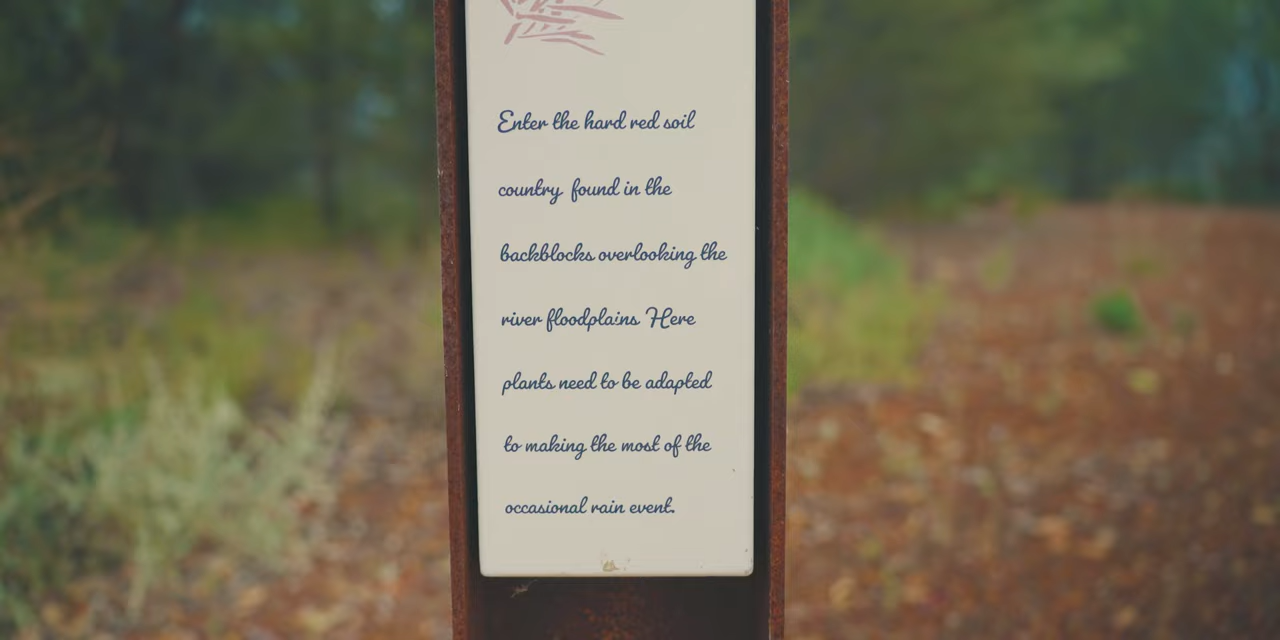 Enter the hard red soil
country found in the
backblocks overlooking the
river floodplains. Here
plants need to be adapted
to making the most of the
occasional rain event.